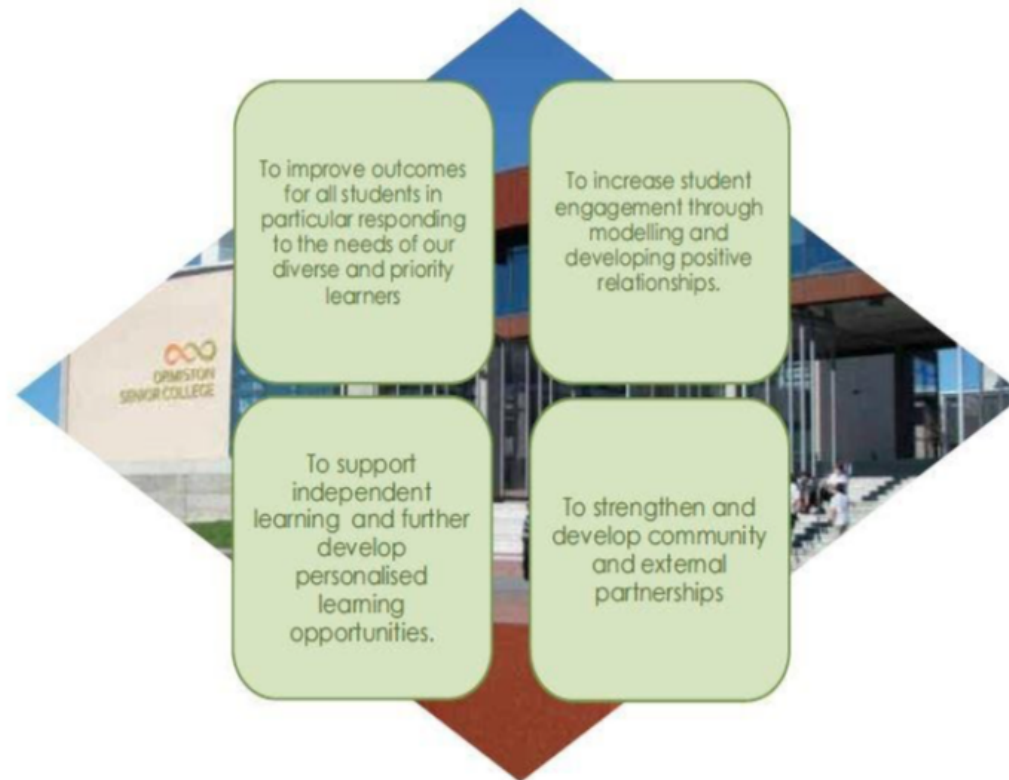 To improve outcomes
for all students in
particular responding
to the needs of our
diverse and priority
learners
To increase student
engagement through
modelling and
developing positive
relationships.
ORMISTON
SENIOR COLLEGE
To support
independent
learning and further
develop
personalised
learning
opportunities.
To strengthen and
develop community
and external
partnerships